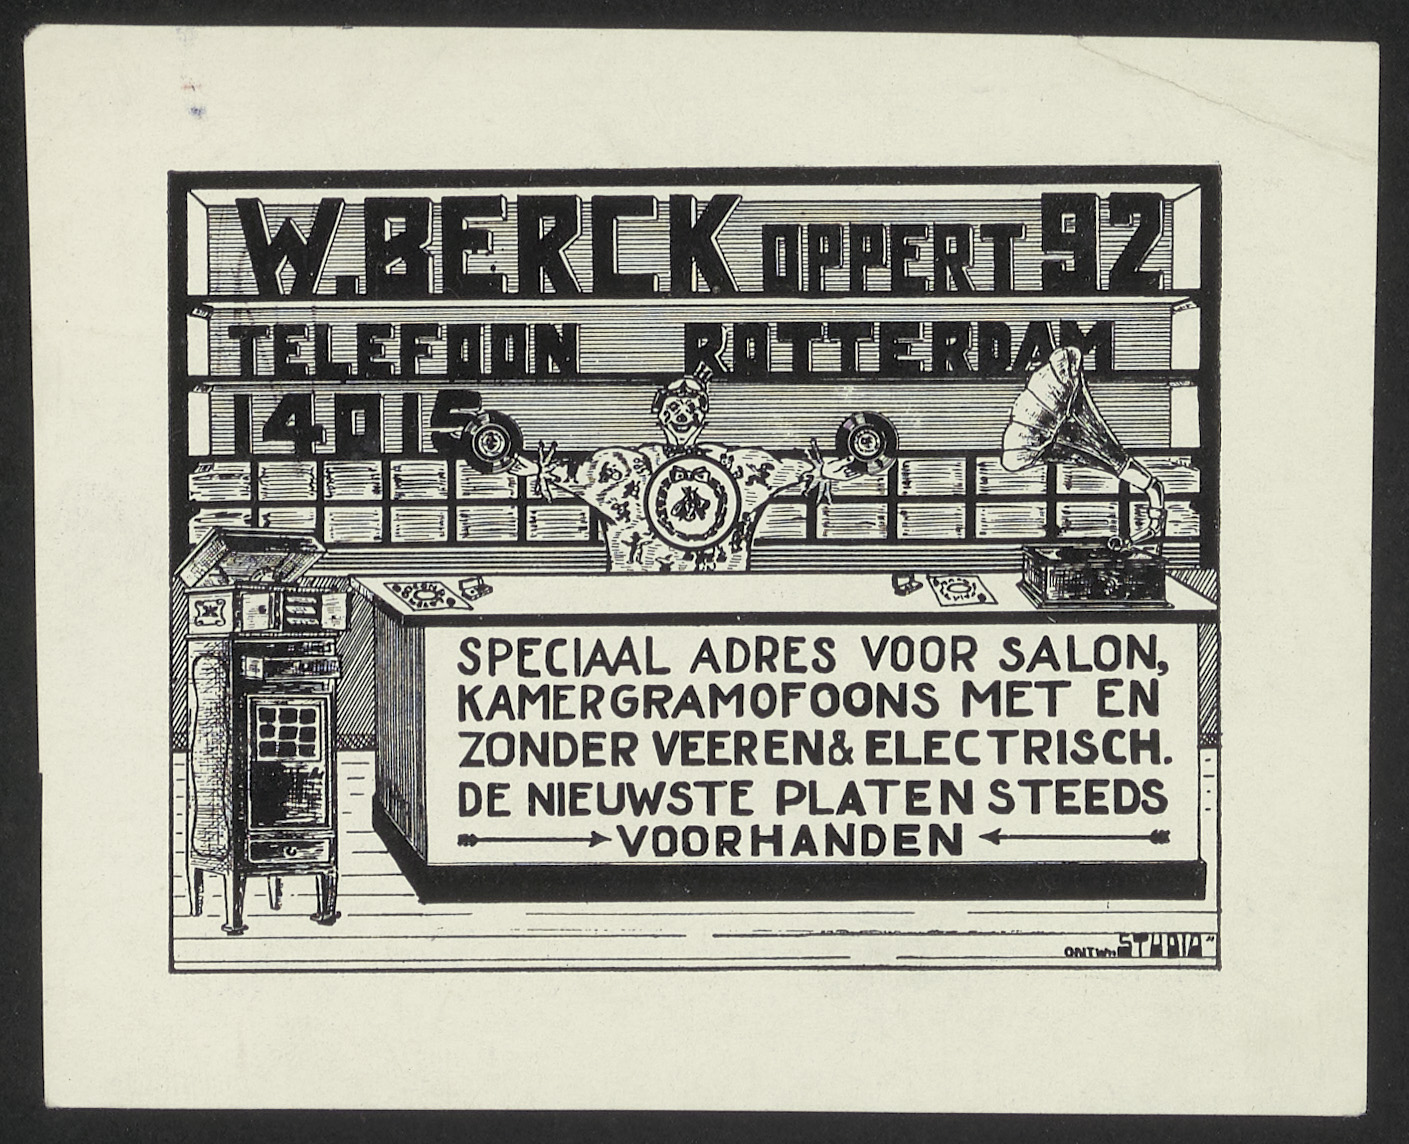 W. BERCK OPPERT 92
TELEFOON ROTTERDAM
14015
SPECIAAL ADRES VOOR SALON,
KAMERGRAMOFOONS MET EN
ZONDER VEEREN & ELECTRISCH.
DE NIEUWSTE PLATEN STEEDS
VOORHANDEN
ONTW.